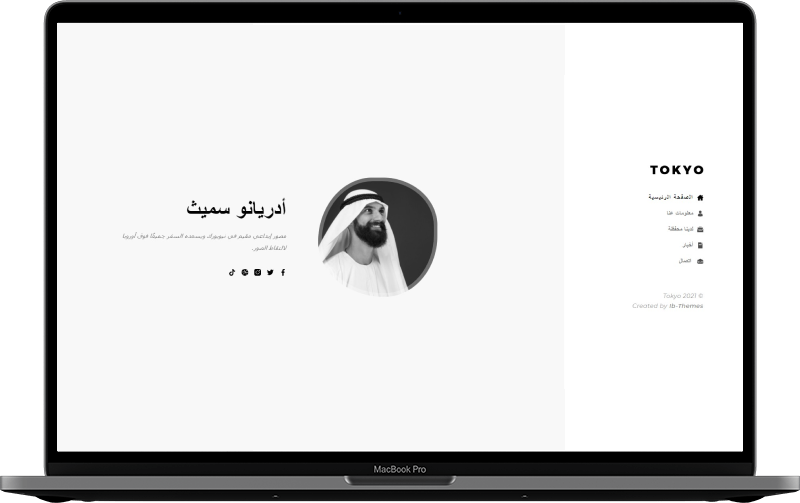 TOKYO
الصفحة الرئيسية
معلومات عنا
لدينا محفظة
أخبار
اتصال
Tokyo 2021 ©
Created by Ib-Themes
أدريانو سميث
مصور إبداعي مقيم في نيويورك ويسعده السفر جميعًا فوق أوروبا
لالتقاط الصور.
MacBook Pro